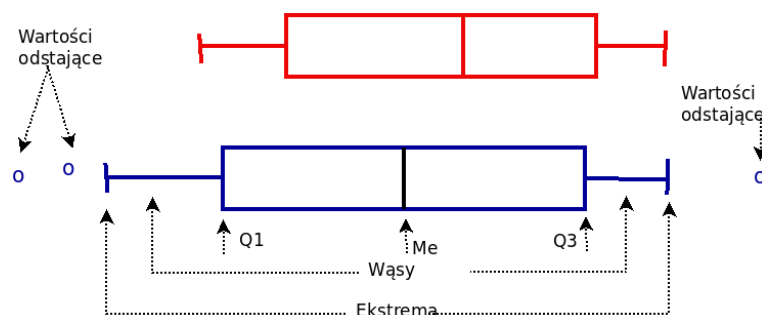 Wartości
odstające
Wartości
odstające
o
o
o
Q1
Me
Q3
Wąsy
Ekstrema